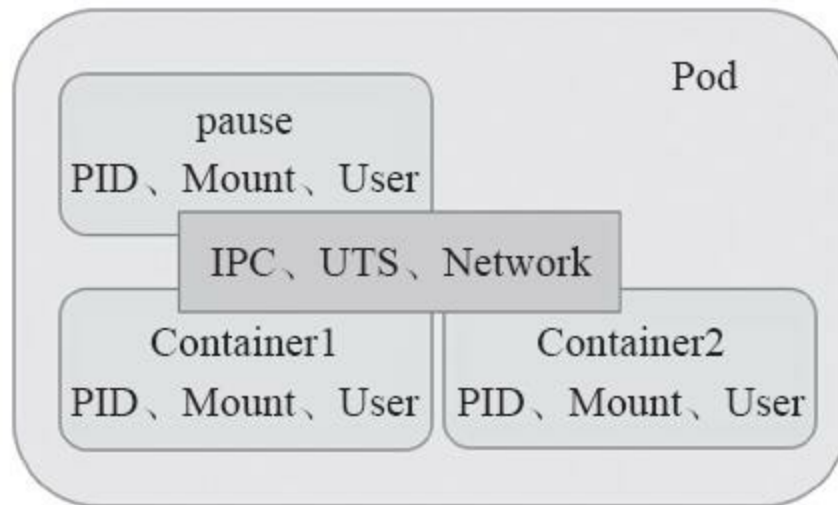 Pod
pause
PID、Mount、User
IPC、UTS、Network
Container1
PID、Mount、User
Container2
PID、Mount、User